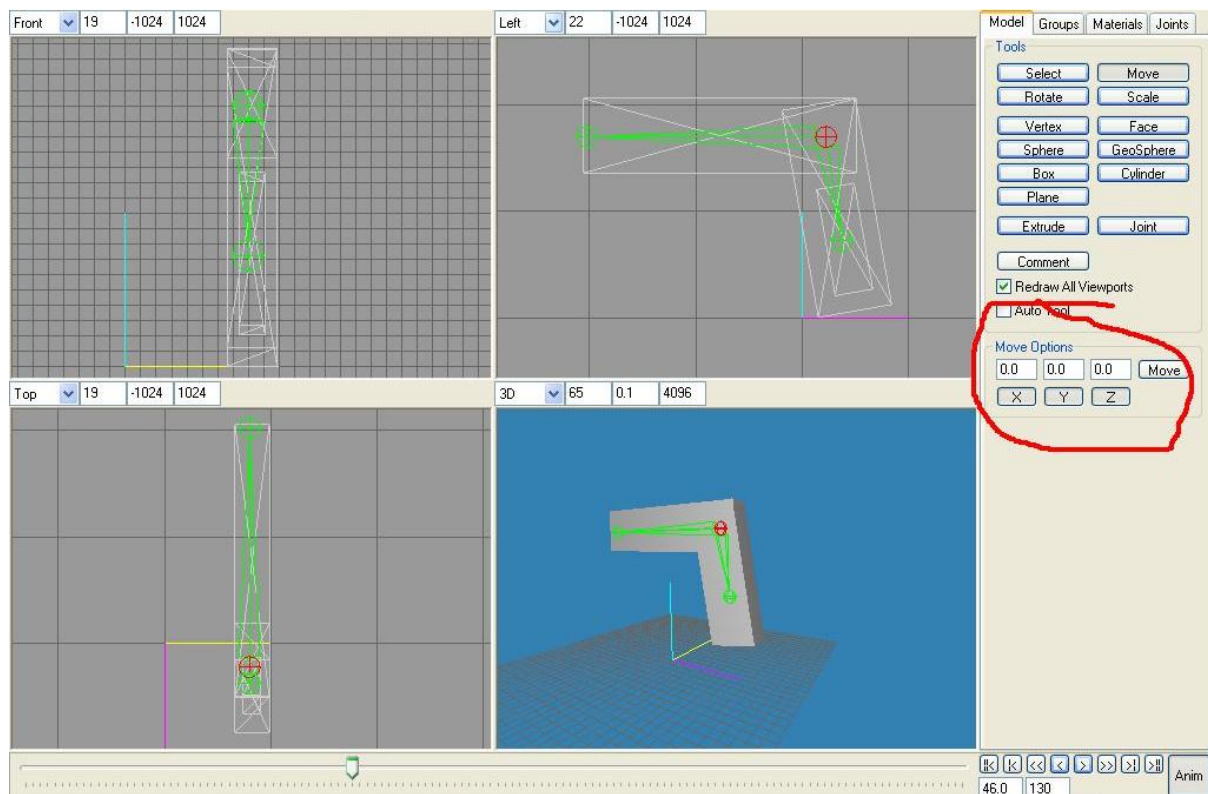 Front 19 -1024 1024 Left 22 -1024 1024 Model Groups Materials Joints
Tools
Select Move
Rotate Scale
Vertex Face
Sphere GeoSphere
Box Cylinder
Plane
Extrude Joint
Comment
Redraw All Viewports
Auto Tool
Move Options
0.0 0.0 0.0 Move
X Y Z
Top 19 -1024 1024 3D 65 0.1 4096
46.0 130 Anim